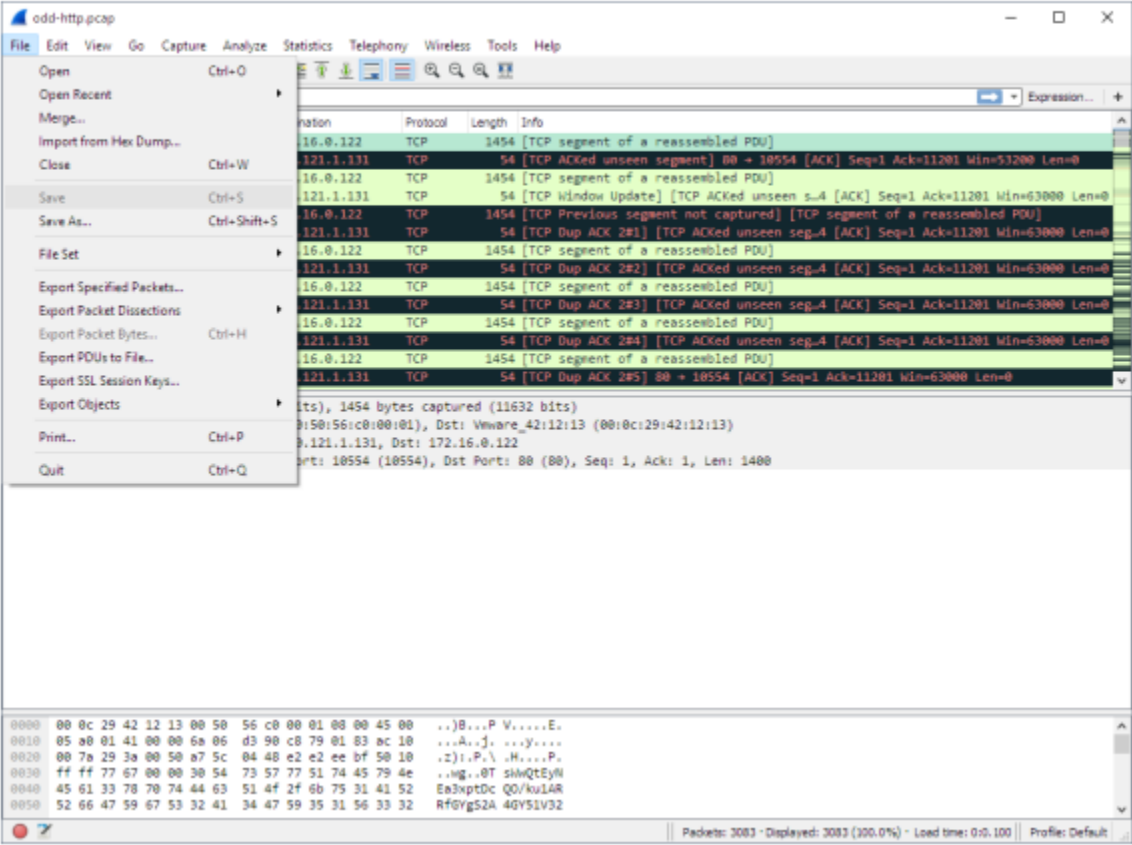 odd-http.pcap
File Edit View Go Capture Analyze Statistics Telephony Wireless Tools Help
Open Ctrl+O
Open Recent
Merge...
Import from Hex Dump...
Close Ctrl+W
Save Ctrl+S
Save As... Ctrl+Shift+S
File Set
Export Specified Packets...
Export Packet Dissections
Export Packet Bytes... Ctrl+H
Export PDUs to File...
Export SSL Session Keys...
Export Objects
Print... Ctrl+P
Quit Ctrl+Q
Expression... +
nation Protocol Length Info
.16.0.122 TCP 1454 [TCP segment of a reassembled PDU]
.121.1.131 TCP 54 [TCP ACKed unseen segment] 80 → 10554 [ACK] Seq=1 Ack=11201 Win=53200 Len=0
.16.0.122 TCP 1454 [TCP segment of a reassembled PDU]
.121.1.131 TCP 54 [TCP Window Update] [TCP ACKed unseen s…4 [ACK] Seq=1 Ack=11201 Win=63000 Len=0
.16.0.122 TCP 1454 [TCP Previous segment not captured] [TCP segment of a reassembled PDU]
.121.1.131 TCP 54 [TCP Dup ACK 2#1] [TCP ACKed unseen seg…4 [ACK] Seq=1 Ack=11201 Win=63000 Len=0
.16.0.122 TCP 1454 [TCP segment of a reassembled PDU]
.121.1.131 TCP 54 [TCP Dup ACK 2#2] [TCP ACKed unseen seg…4 [ACK] Seq=1 Ack=11201 Win=63000 Len=0
.16.0.122 TCP 1454 [TCP segment of a reassembled PDU]
.121.1.131 TCP 54 [TCP Dup ACK 2#3] [TCP ACKed unseen seg…4 [ACK] Seq=1 Ack=11201 Win=63000 Len=0
.16.0.122 TCP 1454 [TCP segment of a reassembled PDU]
.121.1.131 TCP 54 [TCP Dup ACK 2#4] [TCP ACKed unseen seg…4 [ACK] Seq=1 Ack=11201 Win=63000 Len=0
.16.0.122 TCP 1454 [TCP segment of a reassembled PDU]
.121.1.131 TCP 54 [TCP Dup ACK 2#5] 80 → 10554 [ACK] Seq=1 Ack=11201 Win=63000 Len=0
its), 1454 bytes captured (11632 bits)
0:50:56:c0:00:01), Dst: Vmware_42:12:13 (00:0c:29:42:12:13)
0.121.1.131, Dst: 172.16.0.122
ort: 10554 (10554), Dst Port: 80 (80), Seq: 1, Ack: 1, Len: 1400
0000 00 0c 29 42 12 13 00 50 56 c0 00 01 08 00 45 00 ..)B...P V.....E.
0010 05 a0 01 41 00 00 6a 06 d3 90 c8 79 01 83 ac 10 ...A..j. ...y....
0020 00 7a 29 3a 00 50 a7 5c 04 48 e2 e2 ee bf 50 10 .z):.P.\ .H....P.
0030 ff ff 77 67 00 00 30 54 73 57 77 51 74 45 79 4e ..wg..0T sWwQtEyN
0040 45 61 33 78 70 74 44 63 51 4f 2f 6b 75 31 41 52 Ea3xptDc QO/ku1AR
0050 52 66 47 59 67 53 32 41 34 47 59 35 31 56 33 32 RfGYgS2A 4GY51V32
Packets: 3083 · Displayed: 3083 (100.0%) · Load time: 0:0.100 Profile: Default